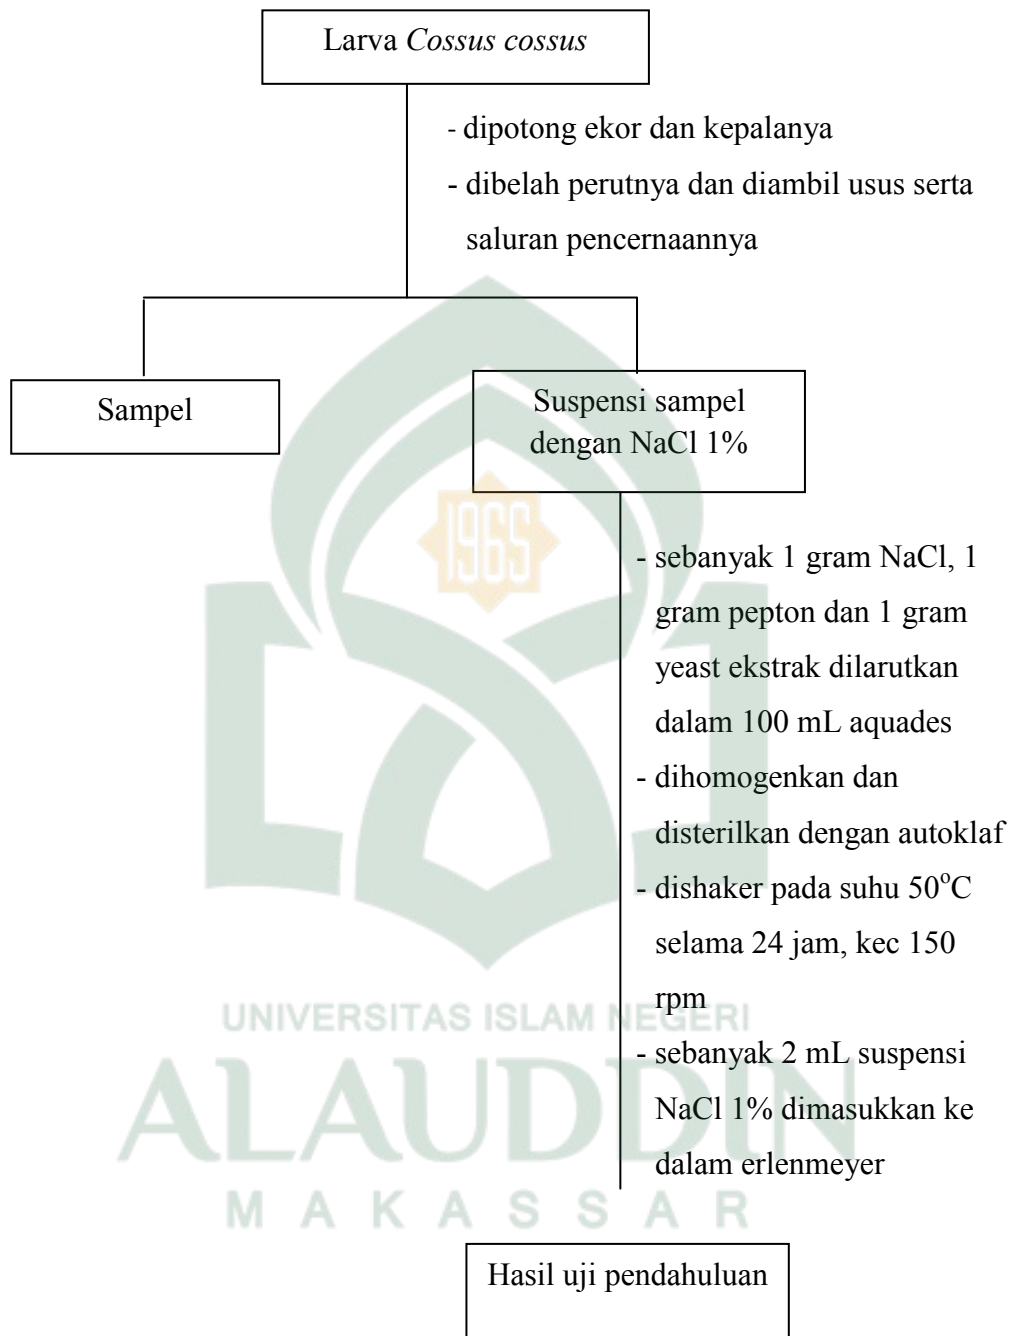 Larva Cossus cossus
- dipotong ekor dan kepalanya
- dibelah perutnya dan diambil usus serta
saluran pencernaannya
Sampel
Suspensi sampel
dengan NaCl 1%
1965
- sebanyak 1 gram NaCl, 1
gram pepton dan 1 gram
yeast ekstrak dilarutkan
dalam 100 mL aquades
- dihomogenkan dan
disterilkan dengan autoklaf
- dishaker pada suhu 50°C
selama 24 jam, kec 150
rpm
- sebanyak 2 mL suspensi
NaCl 1% dimasukkan ke
dalam erlenmeyer
UNIVERSITAS ISLAM NEGERI
ALAUDDIN
MAKASSAR
Hasil uji pendahuluan